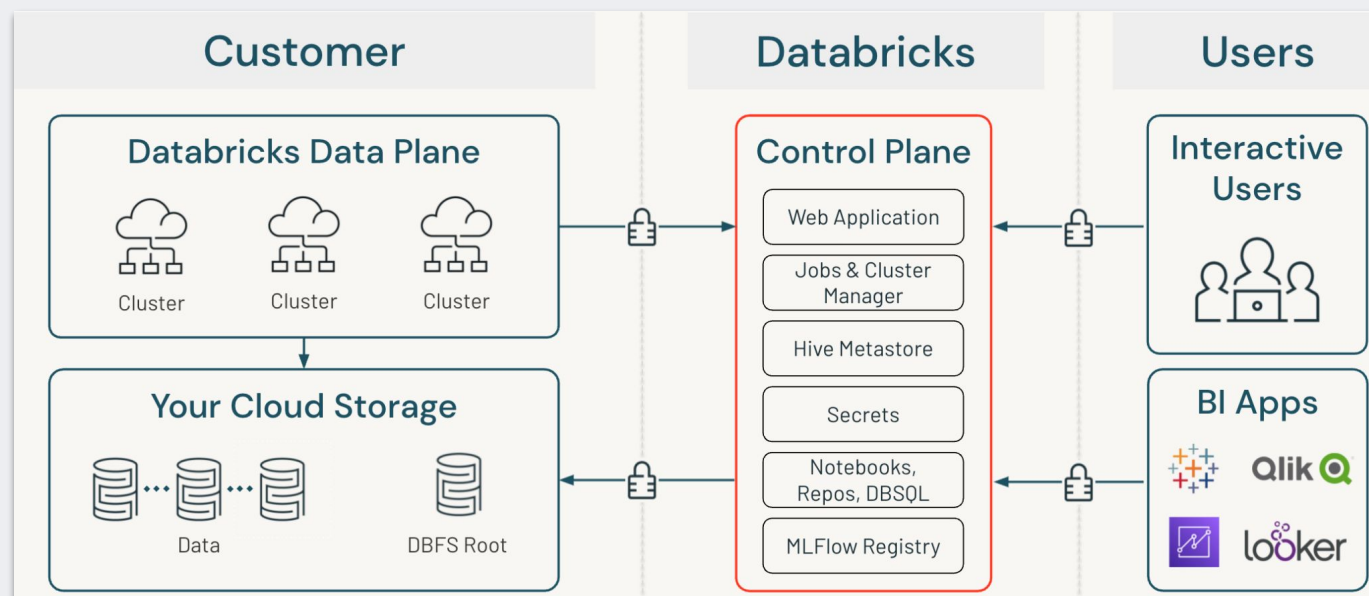 Customer
Databricks
Users
Databricks Data Plane
Cluster
Cluster
Cluster
Your Cloud Storage
Data
DBFS Root
Control Plane
Web Application
Jobs & Cluster
Manager
Hive Metastore
Secrets
Notebooks,
Repos, DBSQL
MLFlow Registry
Interactive
Users
BI Apps
Qlik
looker